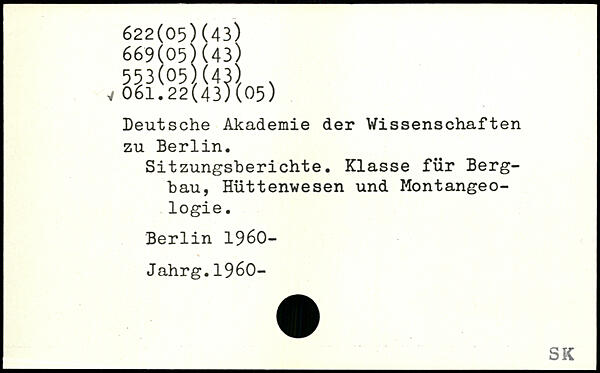 622(05)(43)
669(05)(43)
553(05)(43)
√ 061.22(43)(05)
Deutsche Akademie der Wissenschaften
zu Berlin.
Sitzungsberichte. Klasse für Berg-
bau, Hüttenwesen und Montangeo-
logie.
Berlin 1960-
Jahrg.1960-
SK